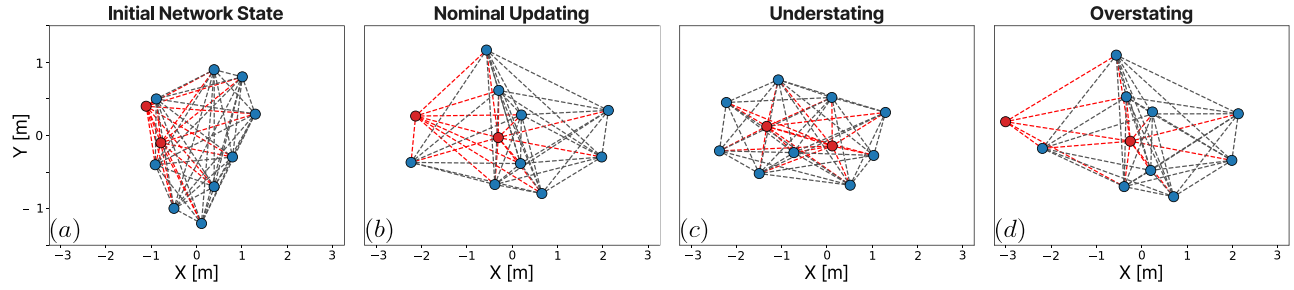 Initial Network State
Nominal Updating
Understating
Overstating
Y [m]
1
0
− 1
(a)
(b)
(c)
(d)
−3 −2 −1 0 1 2 3
−3 −2 −1 0 1 2 3
−3 −2 −1 0 1 2 3
−3 −2 −1 0 1 2 3
X [m]
X [m]
X [m]
X [m]